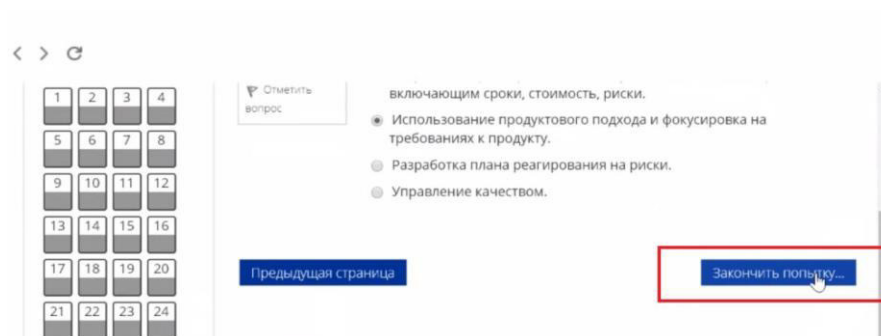 1 2 3 4
5 6 7 8
9 10 11 12
13 14 15 16
17 18 19 20
21 22 23 24
Отметить
вопрос
включающим сроки, стоимость, риски.
Использование продуктового подхода и фокусировка на
требованиях к продукту.
Разработка плана реагирования на риски.
Управление качеством.
Предыдущая страница
Закончить попытку...